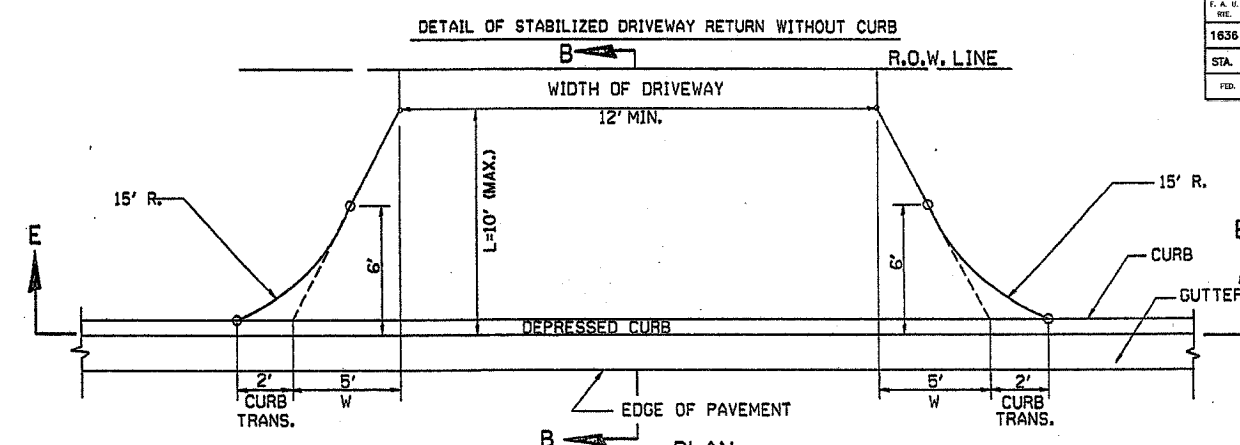 DETAIL OF STABILIZED DRIVEWAY RETURN WITHOUT CURB
F. A. U.
RTE.
1636
STA.
FED.
B
R.O.W. LINE
WIDTH OF DRIVEWAY
12' MIN.
L=10' (MAX.)
15' R.
15' R.
6'
6'
E
CURB
GUTTER
DEPRESSED CURB
2'
5'
5'
2'
CURB
TRANS.
W
W
CURB
TRANS.
EDGE OF PAVEMENT
B
PLAN